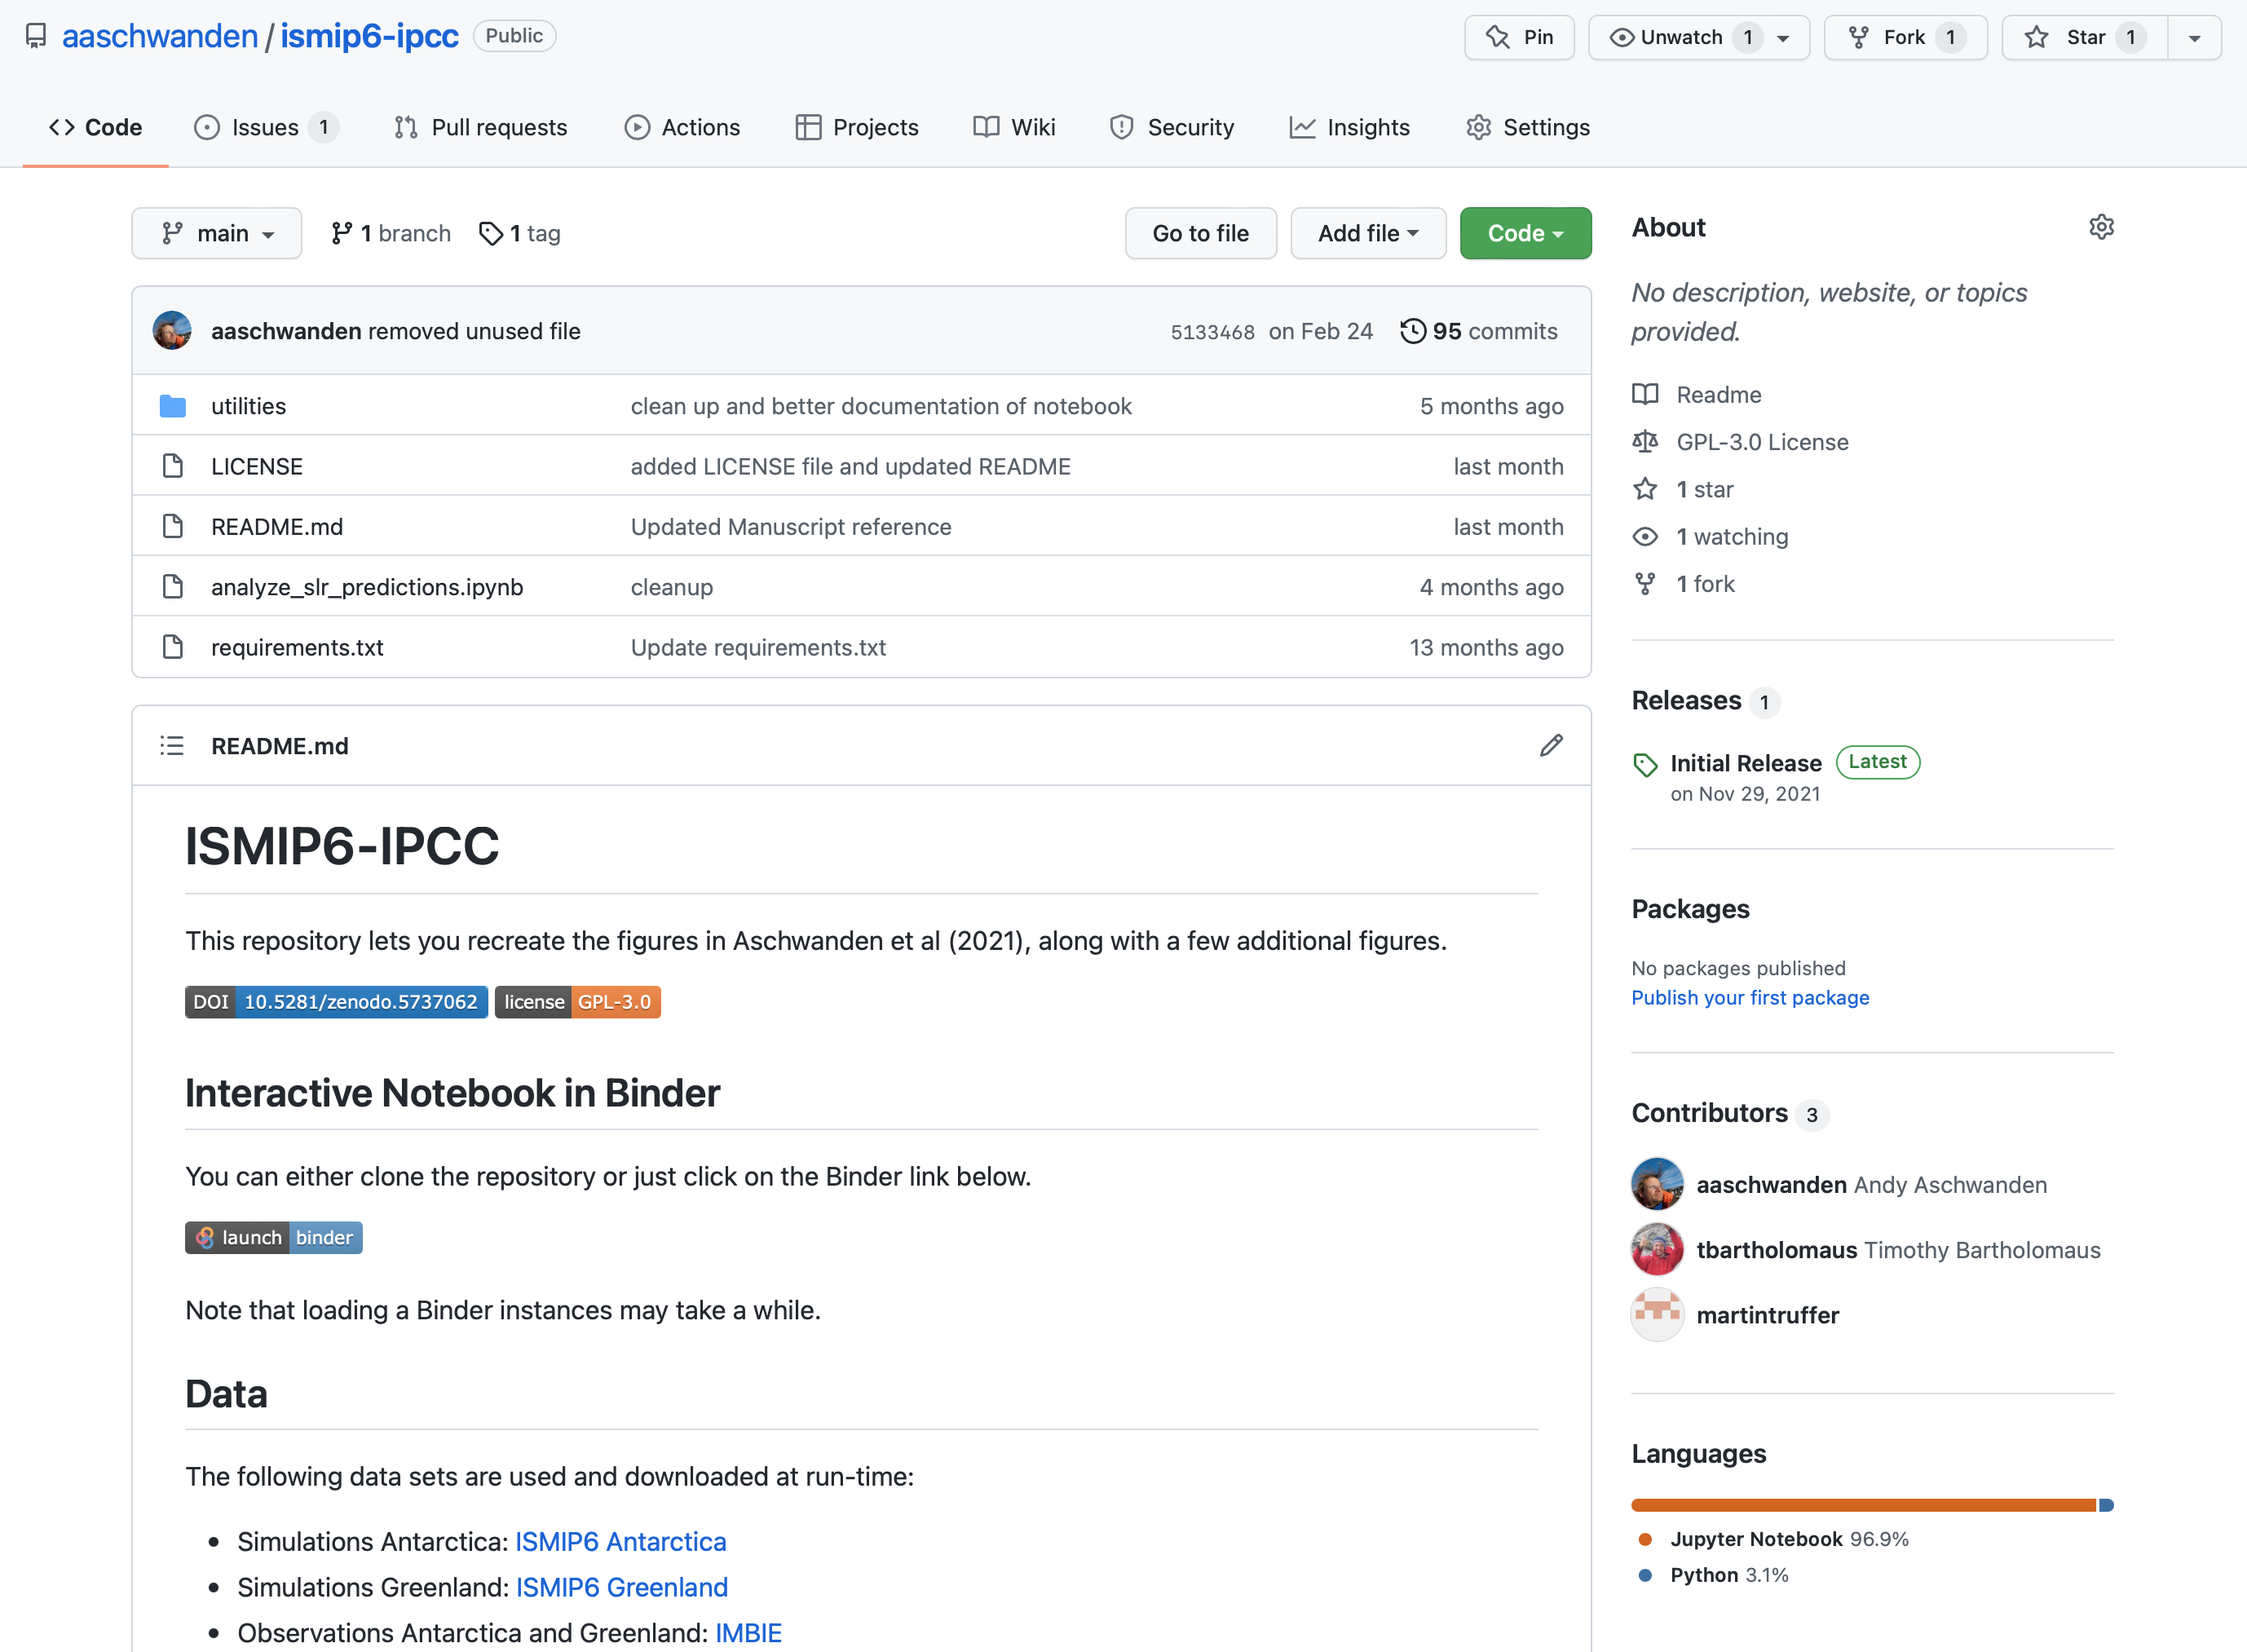 aaschwanden / ismip6-ipcc Public
Pin Unwatch 1 Fork 1 Star 1
Code Issues 1 Pull requests Actions Projects Wiki Security Insights Settings
main 1 branch 1 tag Go to file Add file Code
aaschwanden removed unused file 5133468 on Feb 24 95 commits
utilities clean up and better documentation of notebook 5 months ago
LICENSE added LICENSE file and updated README last month
README.md Updated Manuscript reference last month
analyze_slr_predictions.ipynb cleanup 4 months ago
requirements.txt Update requirements.txt 13 months ago
README.md
ISMIP6-IPCC
This repository lets you recreate the figures in Aschwanden et al (2021), along with a few additional figures.
DOI 10.5281/zenodo.5737062 license GPL-3.0
Interactive Notebook in Binder
You can either clone the repository or just click on the Binder link below.
launch binder
Note that loading a Binder instances may take a while.
Data
The following data sets are used and downloaded at run-time:
• Simulations Antarctica: ISMIP6 Antarctica
• Simulations Greenland: ISMIP6 Greenland
• Observations Antarctica and Greenland: IMBIE
About
No description, website, or topics
provided.
Readme
GPL-3.0 License
1 star
1 watching
1 fork
Releases 1
Initial Release Latest
on Nov 29, 2021
Packages
No packages published
Publish your first package
Contributors 3
aaschwanden Andy Aschwanden
tbartholomaus Timothy Bartholomaus
martintruffer
Languages
Jupyter Notebook 96.9%
Python 3.1%